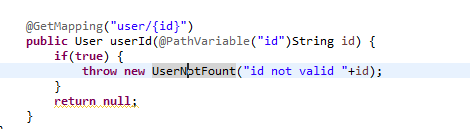 @GetMapping("user/{id}")
public User userId(@PathVariable("id")String id) {
if(true) {
throw new UserNotFount("id not valid "+id);
}
return null;
}